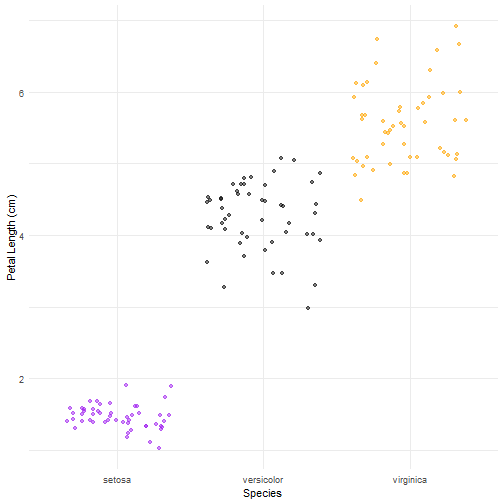 Petal Length (cm)
6
4
2
setosa
versicolor
virginica
Species